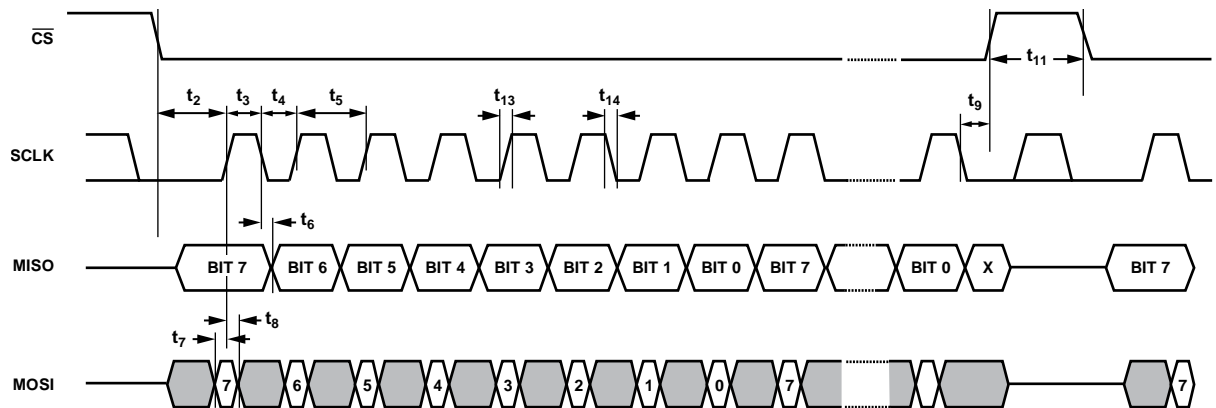 CS
t11
t2 t3 t4 t5 t13 t14 t9
SCLK
t6
MISO BIT 7 BIT 6 BIT 5 BIT 4 BIT 3 BIT 2 BIT 1 BIT 0 BIT 7 BIT 0 X BIT 7
t7 t8
MOSI 7 6 5 4 3 2 1 0 7 7